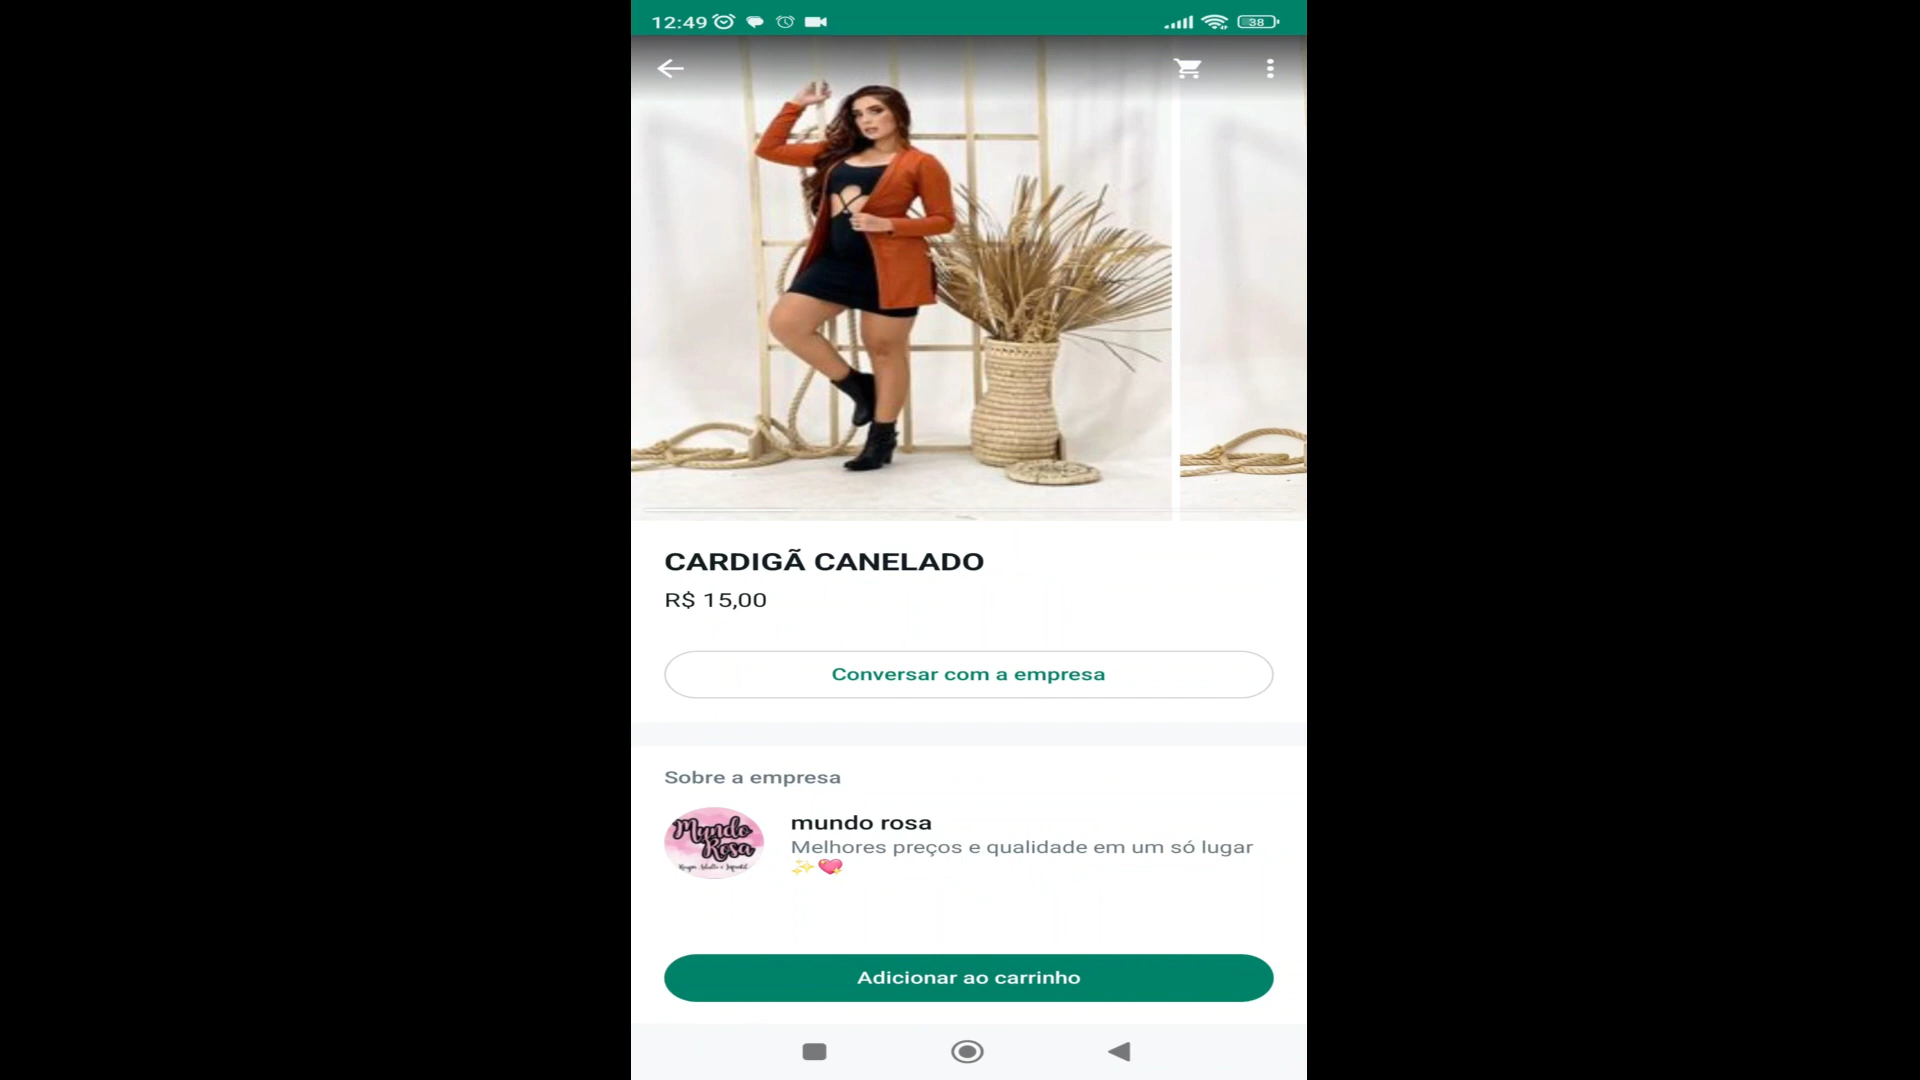 12:49
38
CARDIGÃ CANELADO
R$ 15,00
Conversar com a empresa
Sobre a empresa
Mundo
Rosa
mundo rosa
Melhores preços e qualidade em um só lugar
✨💖
Adicionar ao carrinho